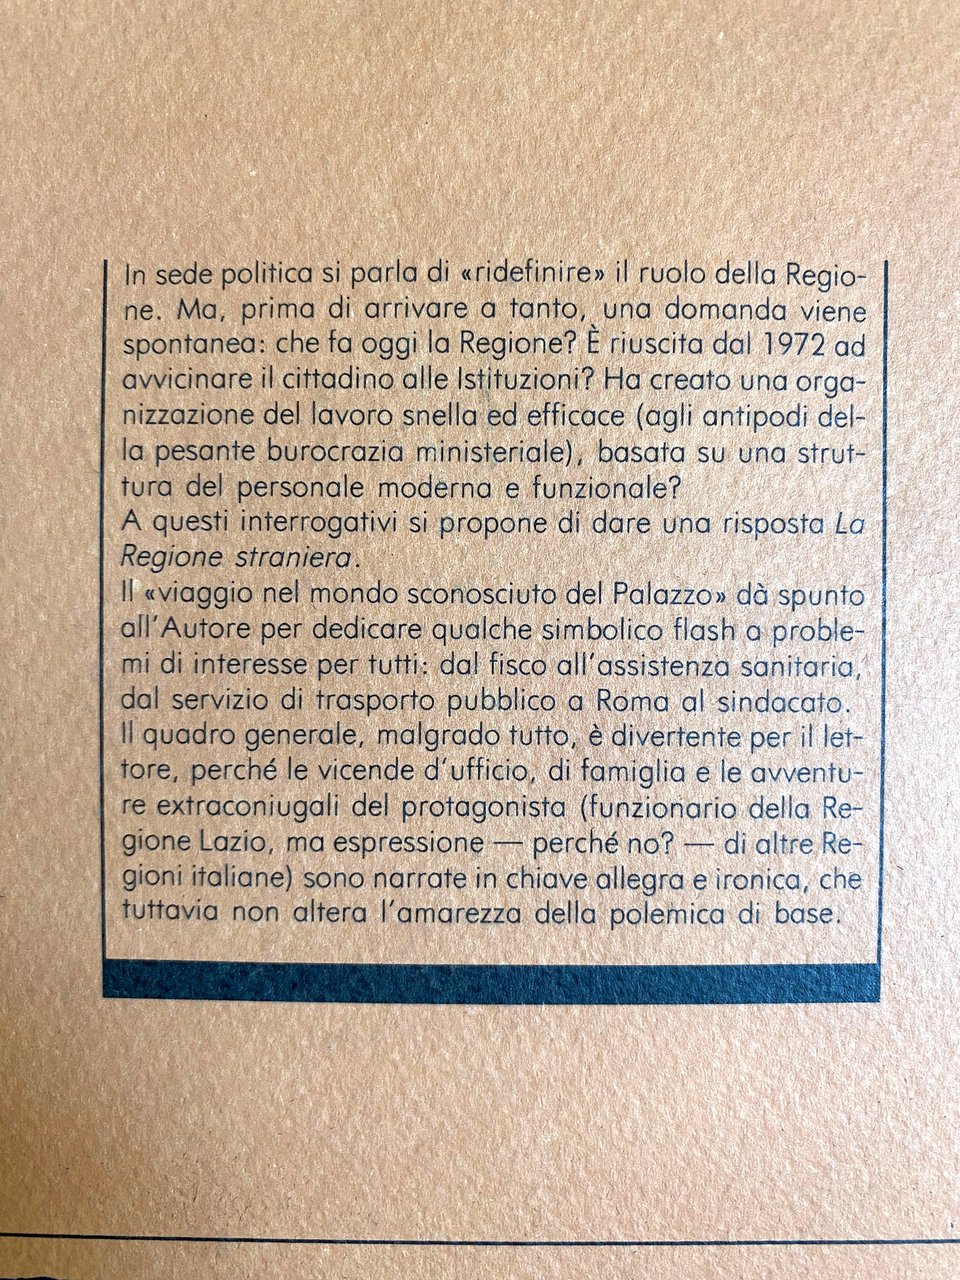 In sede politica si parla di «ridefinire» il ruolo della Regio-
ne. Ma, prima di arrivare a tanto, una domanda viene
spontanea: che fa oggi la Regione? È riuscita dal 1972 ad
avvicinare il cittadino alle Istituzioni? Ha creato una orga-
nizzazione del lavoro snella ed efficace (agli antipodi del-
la pesante burocrazia ministeriale), basata su una strut-
tura del personale moderna e funzionale?
A questi interrogativi si propone di dare una risposta La
Regione straniera.
Il «viaggio nel mondo sconosciuto del Palazzo» dà spunto
all'Autore per dedicare qualche simbolico flash a proble-
mi di interesse per tutti: dal fisco all'assistenza sanitaria,
dal servizio di trasporto pubblico a Roma al sindacato.
Il quadro generale, malgrado tutto, è divertente per il let-
tore, perché le vicende d'ufficio, di famiglia e le avventu-
re extraconiugali del protagonista (funzionario della Re-
gione Lazio, ma espressione — perché no? — di altre Re-
gioni italiane) sono narrate in chiave allegra e ironica, che
tuttavia non altera l'amarezza della polemica di base.